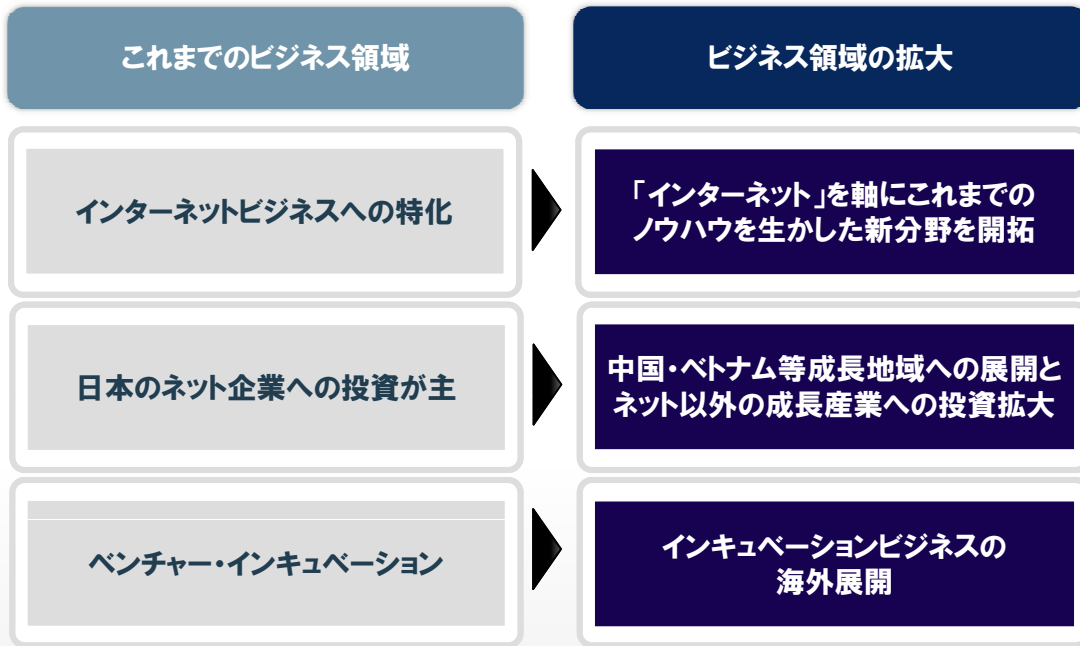 これまでのビジネス領域
ビジネス領域の拡大
インターネットビジネスへの特化
「インターネット」を軸にこれまでの
ノウハウを生かした新分野を開拓
日本のネット企業への投資が主
中国・ベトナム等成長地域への展開と
ネット以外の成長産業への投資拡大
ベンチャー・インキュベーション
インキュベーションビジネスの
海外展開